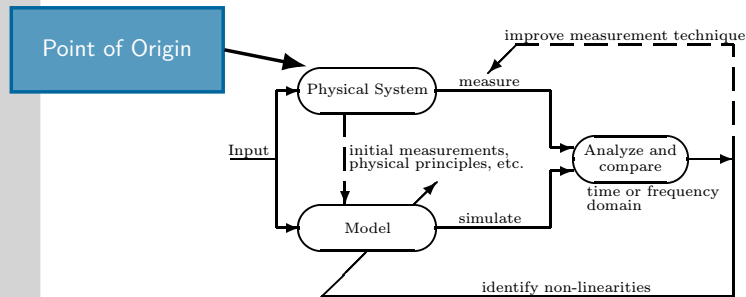 improve measurement technique
Point of Origin
Physical System
measure
Input
initial measurements,
physical principles, etc.
Analyze and
compare
time or frequency
domain
Model
simulate
identify non-linearities